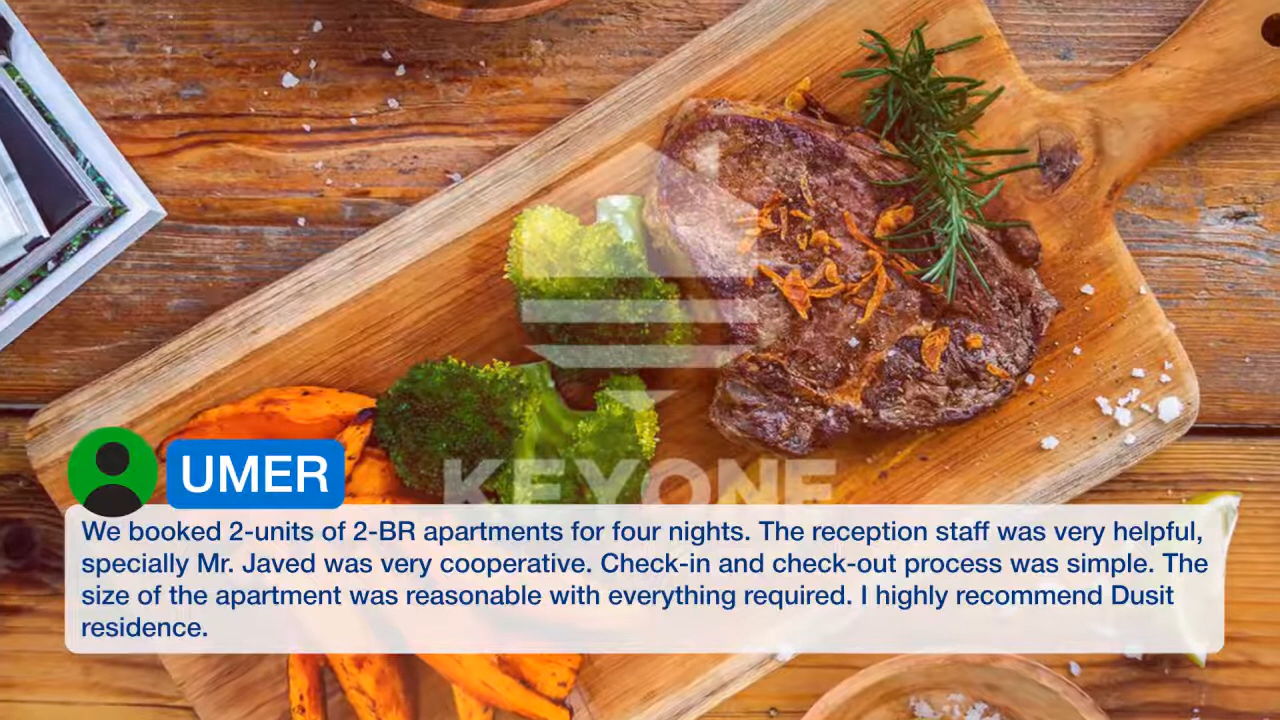 KEYONE
UMER
We booked 2-units of 2-BR apartments for four nights. The reception staff was very helpful,
specially Mr. Javed was very cooperative. Check-in and check-out process was simple. The
size of the apartment was reasonable with everything required. I highly recommend Dusit
residence.